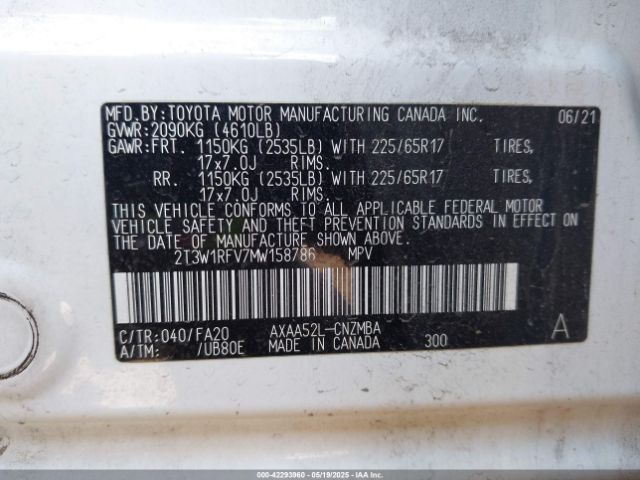 MFD.BY:TOYOTA MOTOR MANUFACTURING CANADA INC. 06/21
GVWR:2090KG (4610LB)
GAWR:FRT. 1150KG (2535LB) WITH 225/65R17 TIRES,
17x7.0J RIMS.
RR. 1150KG (2535LB) WITH 225/65R17 TIRES,
17x7.0J RIMS.
THIS VEHICLE CONFORMS TO ALL APPLICABLE FEDERAL MOTOR
VEHICLE SAFETY AND THEFT PREVENTION STANDARDS IN EFFECT ON
THE DATE OF MANUFACTURE SHOWN ABOVE.
2T3W1RFV7MW158786 MPV
C/TR:040/FA20 AXAA52L-CNZMBA A
A/TM: /UB80E MADE IN CANADA 300
000-42293960 — 05/19/2025 — IAAI